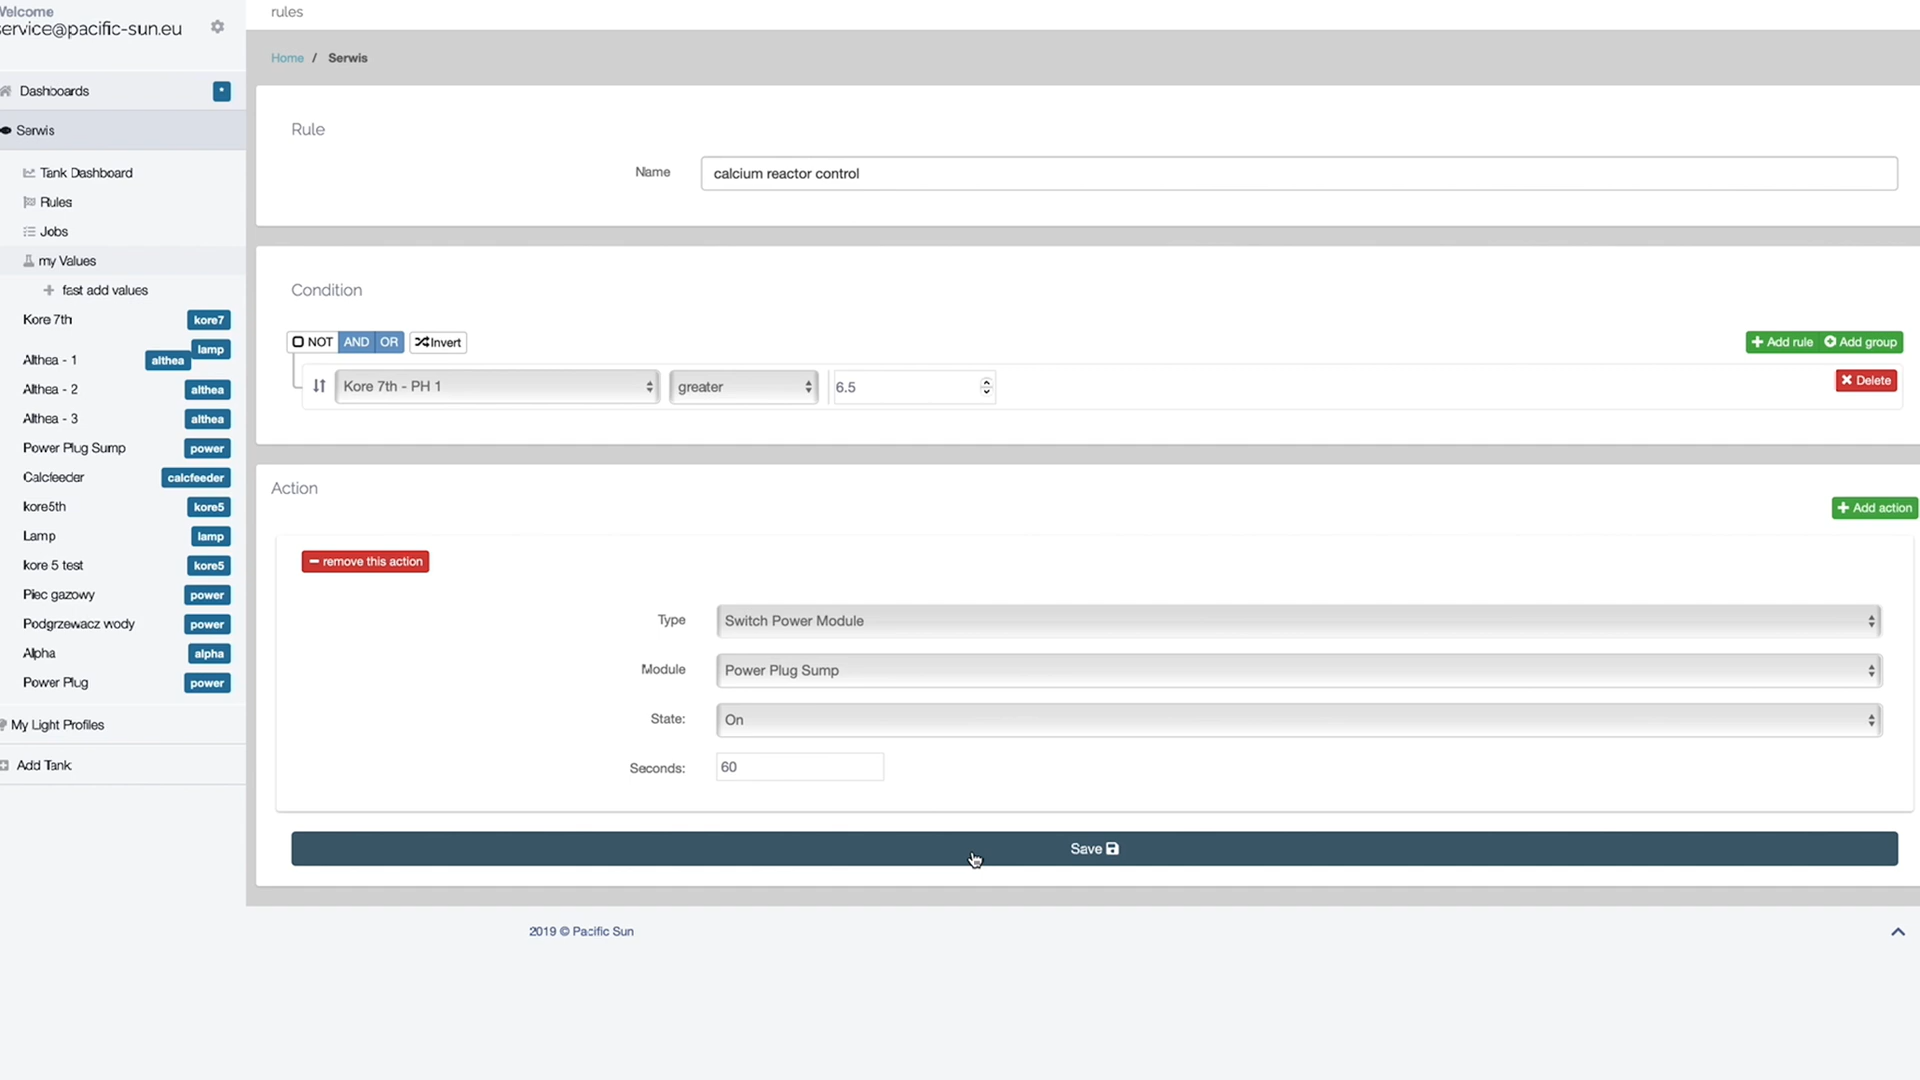 Welcome
service@pacific-sun.eu
rules
Home / Serwis
Dashboards
Serwis
Tank Dashboard
Rules
Jobs
my Values
fast add values
Kore 7th kore7
lamp
Althea - 1 althea
Althea - 2 althea
Althea - 3 althea
Power Plug Sump power
Calcfeeder calcfeeder
kore5th kore5
Lamp lamp
kore 5 test kore5
Piec gazowy power
Podgrzewacz wody power
Alpha alpha
Power Plug power
My Light Profiles
Add Tank
Rule
Name calcium reactor control
Condition
NOT AND OR Invert Add rule Add group
Kore 7th - PH 1 greater 6.5 Delete
Action
Add action
remove this action
Type Switch Power Module
Module Power Plug Sump
State: On
Seconds: 60
Save
2019 © Pacific Sun